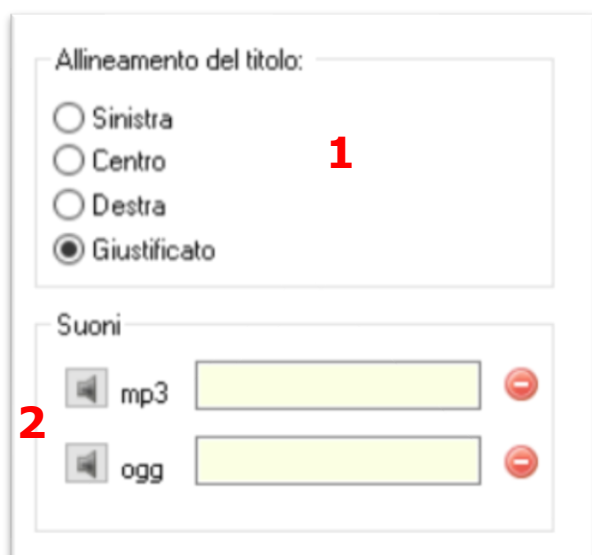 Allineamento del titolo:
Sinistra
Centro
Destra
Giustificato
1
Suoni
mp3
2
ogg